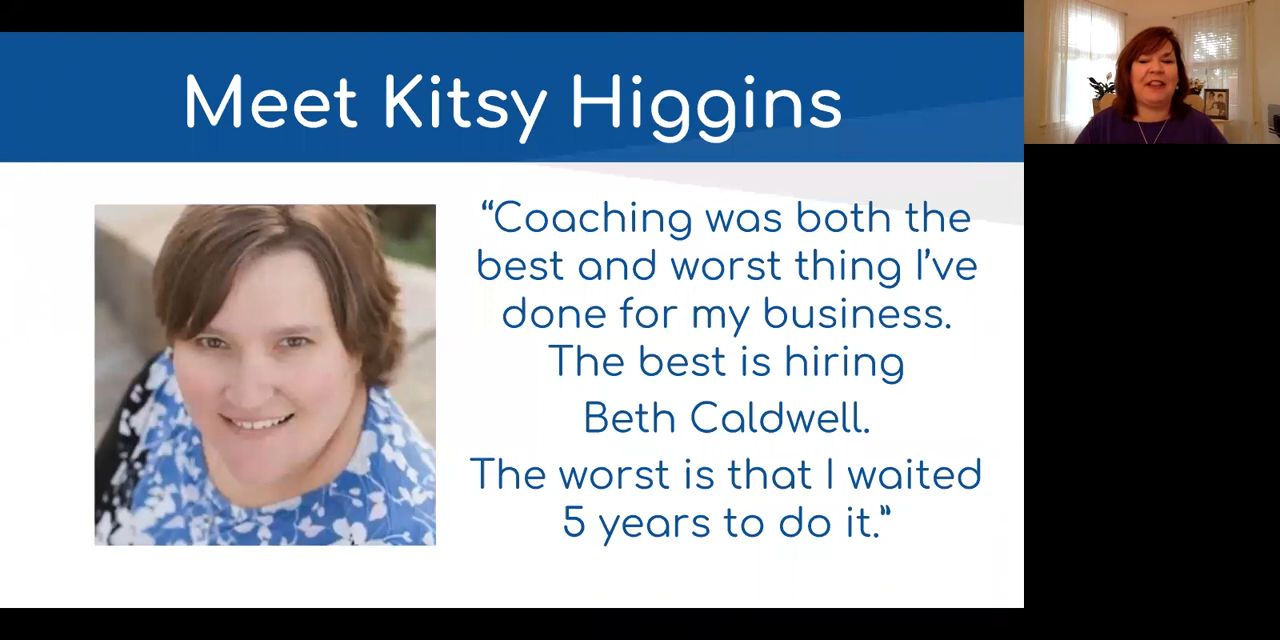 Meet Kitsy Higgins
“Coaching was both the
best and worst thing I’ve
done for my business.
The best is hiring
Beth Caldwell.
The worst is that I waited
5 years to do it.”